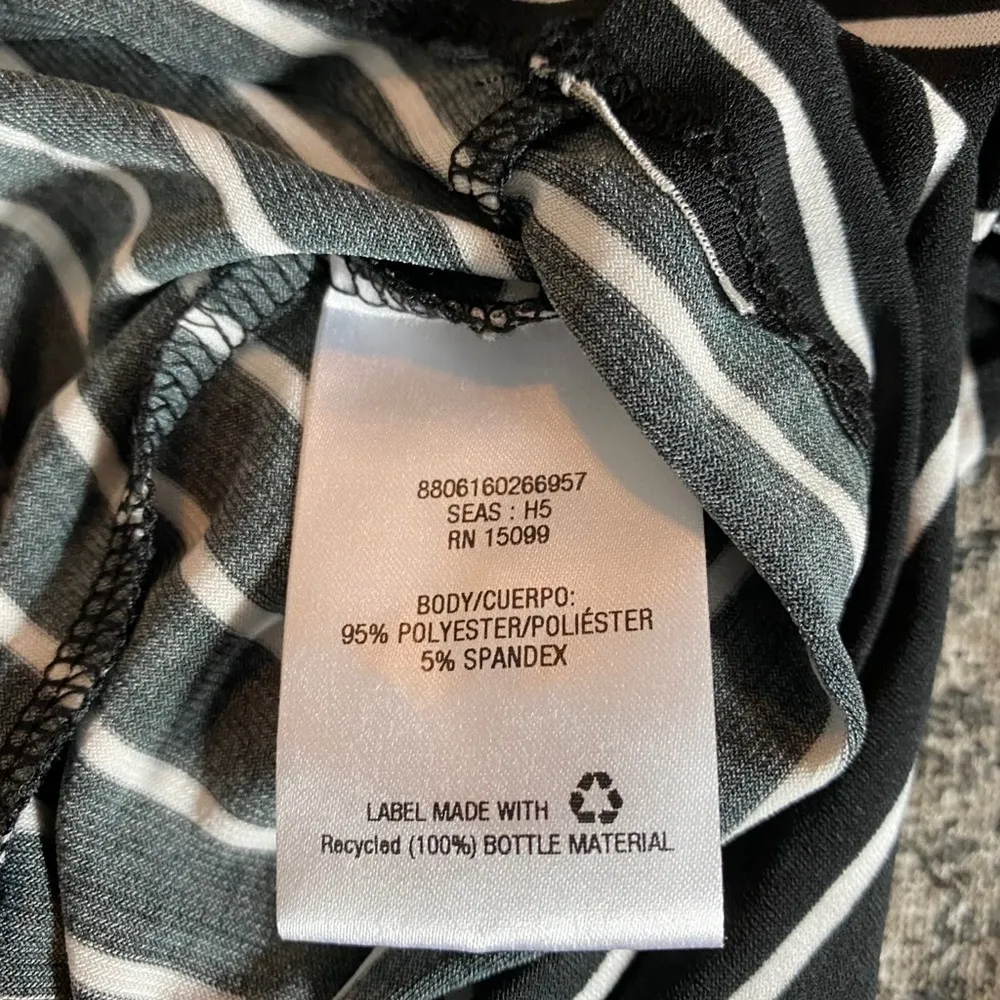 8806160266957
SEAS : H5
RN 15099
BODY/CUERPO:
95% POLYESTER/POLIÉSTER
5% SPANDEX
LABEL MADE WITH
Recycled (100%) BOTTLE MATERIAL